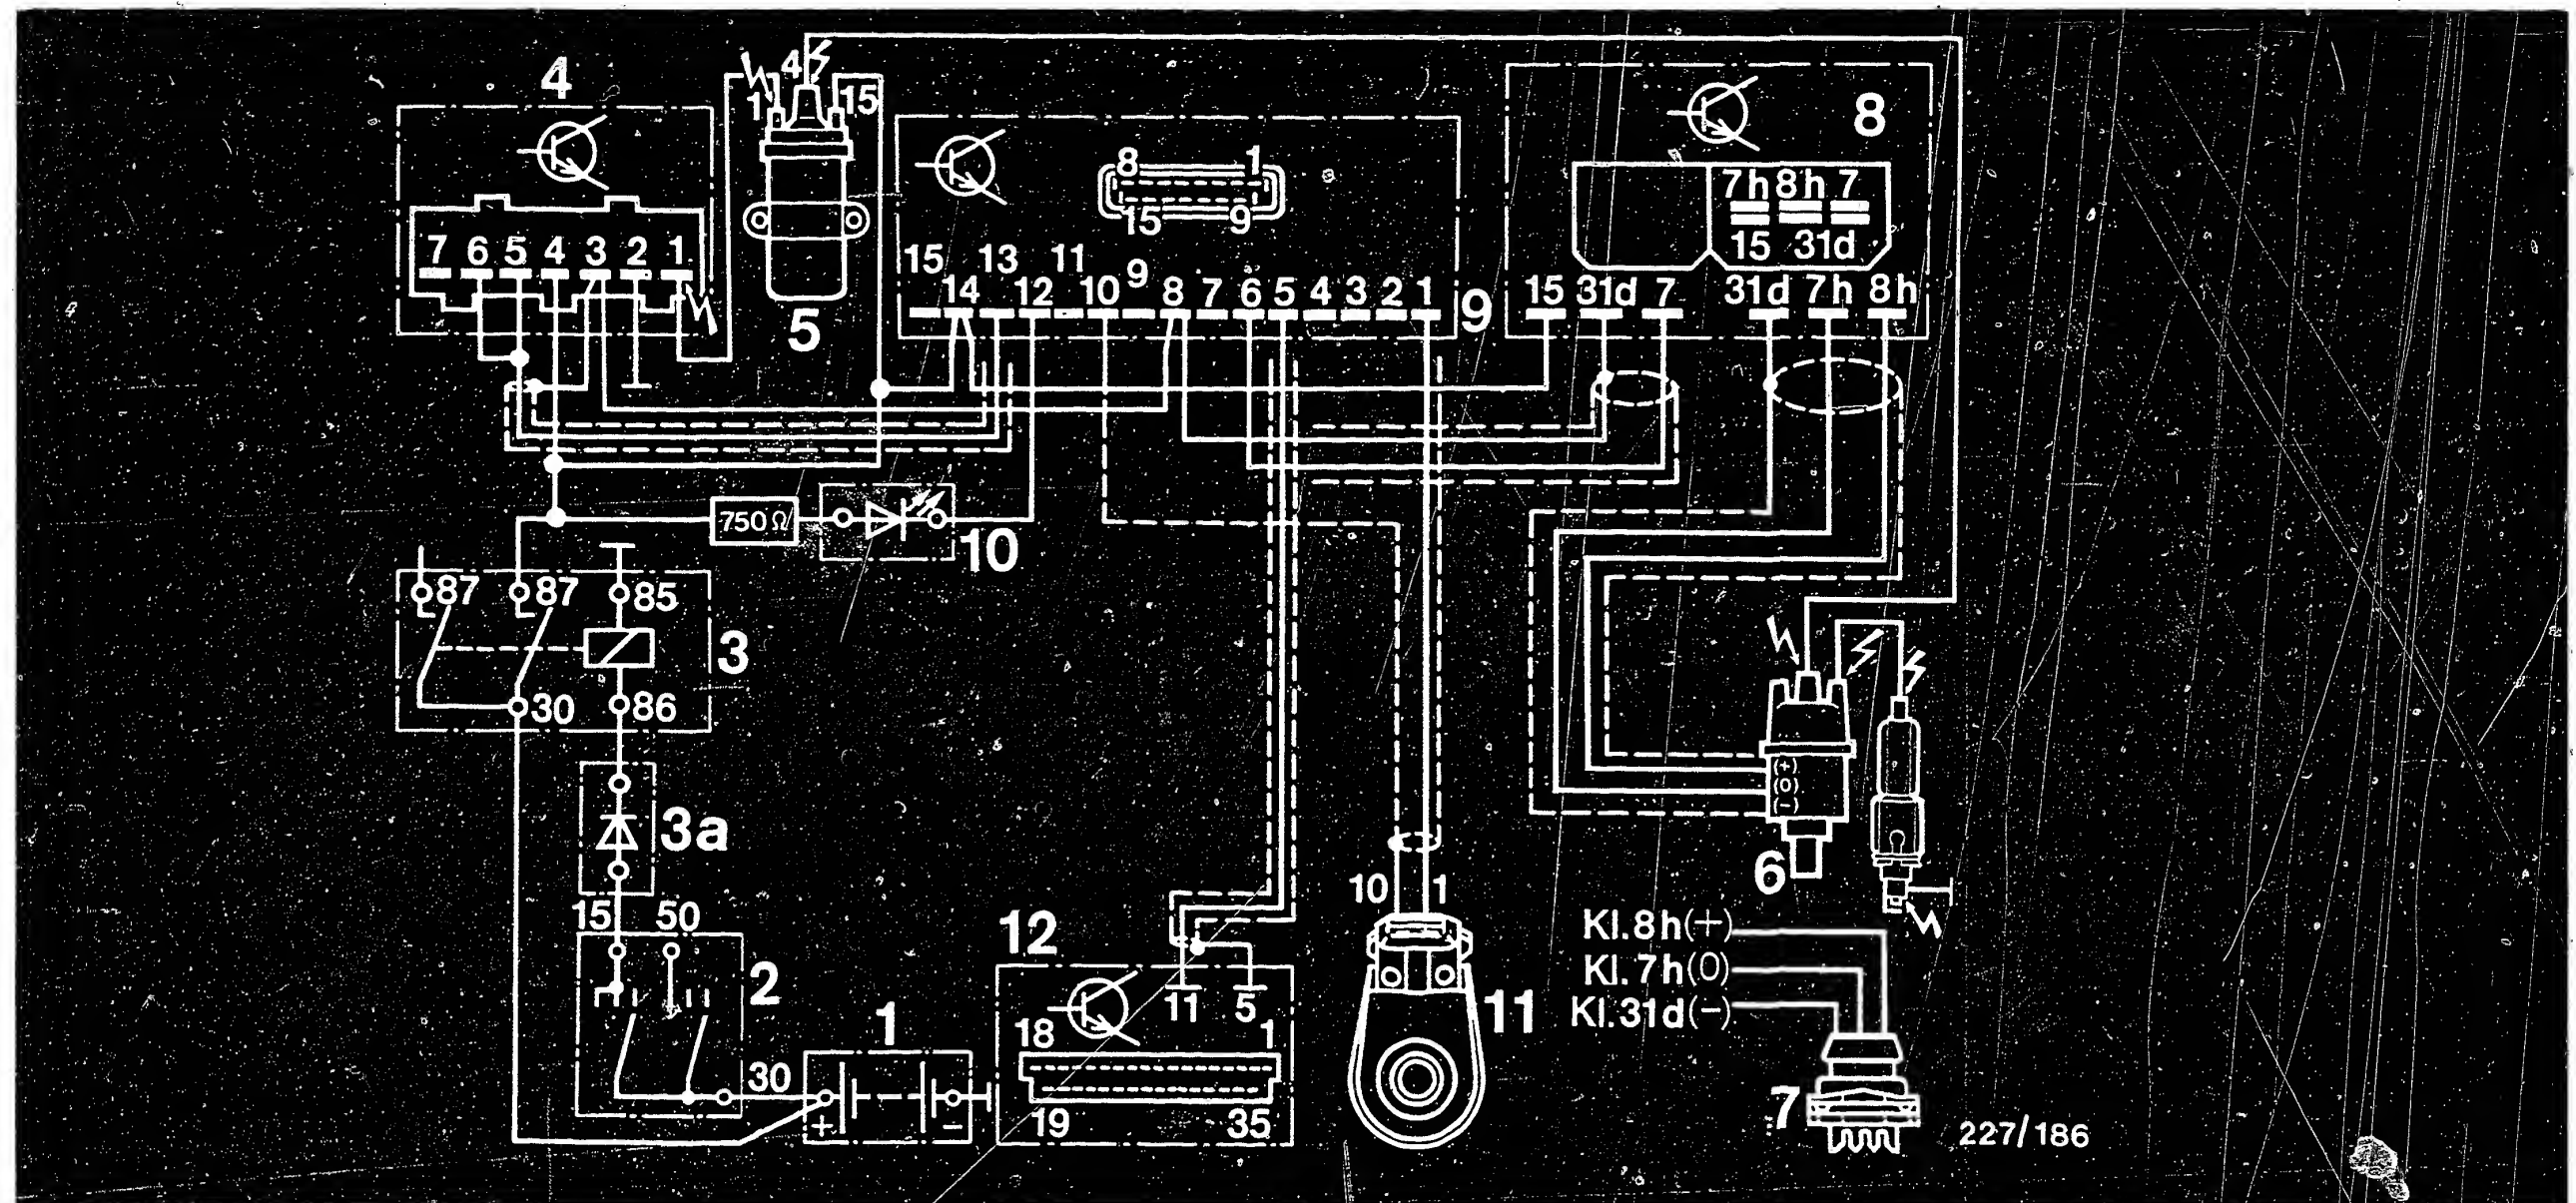 4
7 6 5 4 3 2 1
4
1 15
5
8 1
15 9
15 13 11 9
14 12 10 8 7 6 5 4 3 2 1
9
8
7h 8h 7
15 31d
15 31d 7 31d 7h 8h
750 Ω
10
87 87 85
3
30 86
3a
15 50
2
30
1
+ −
12
11 5
18 1
19 35
10 1
11
(+)
(0)
(-)
6
Kl.8h(+)
Kl.7h(0)
Kl.31d(-)
7
227/186